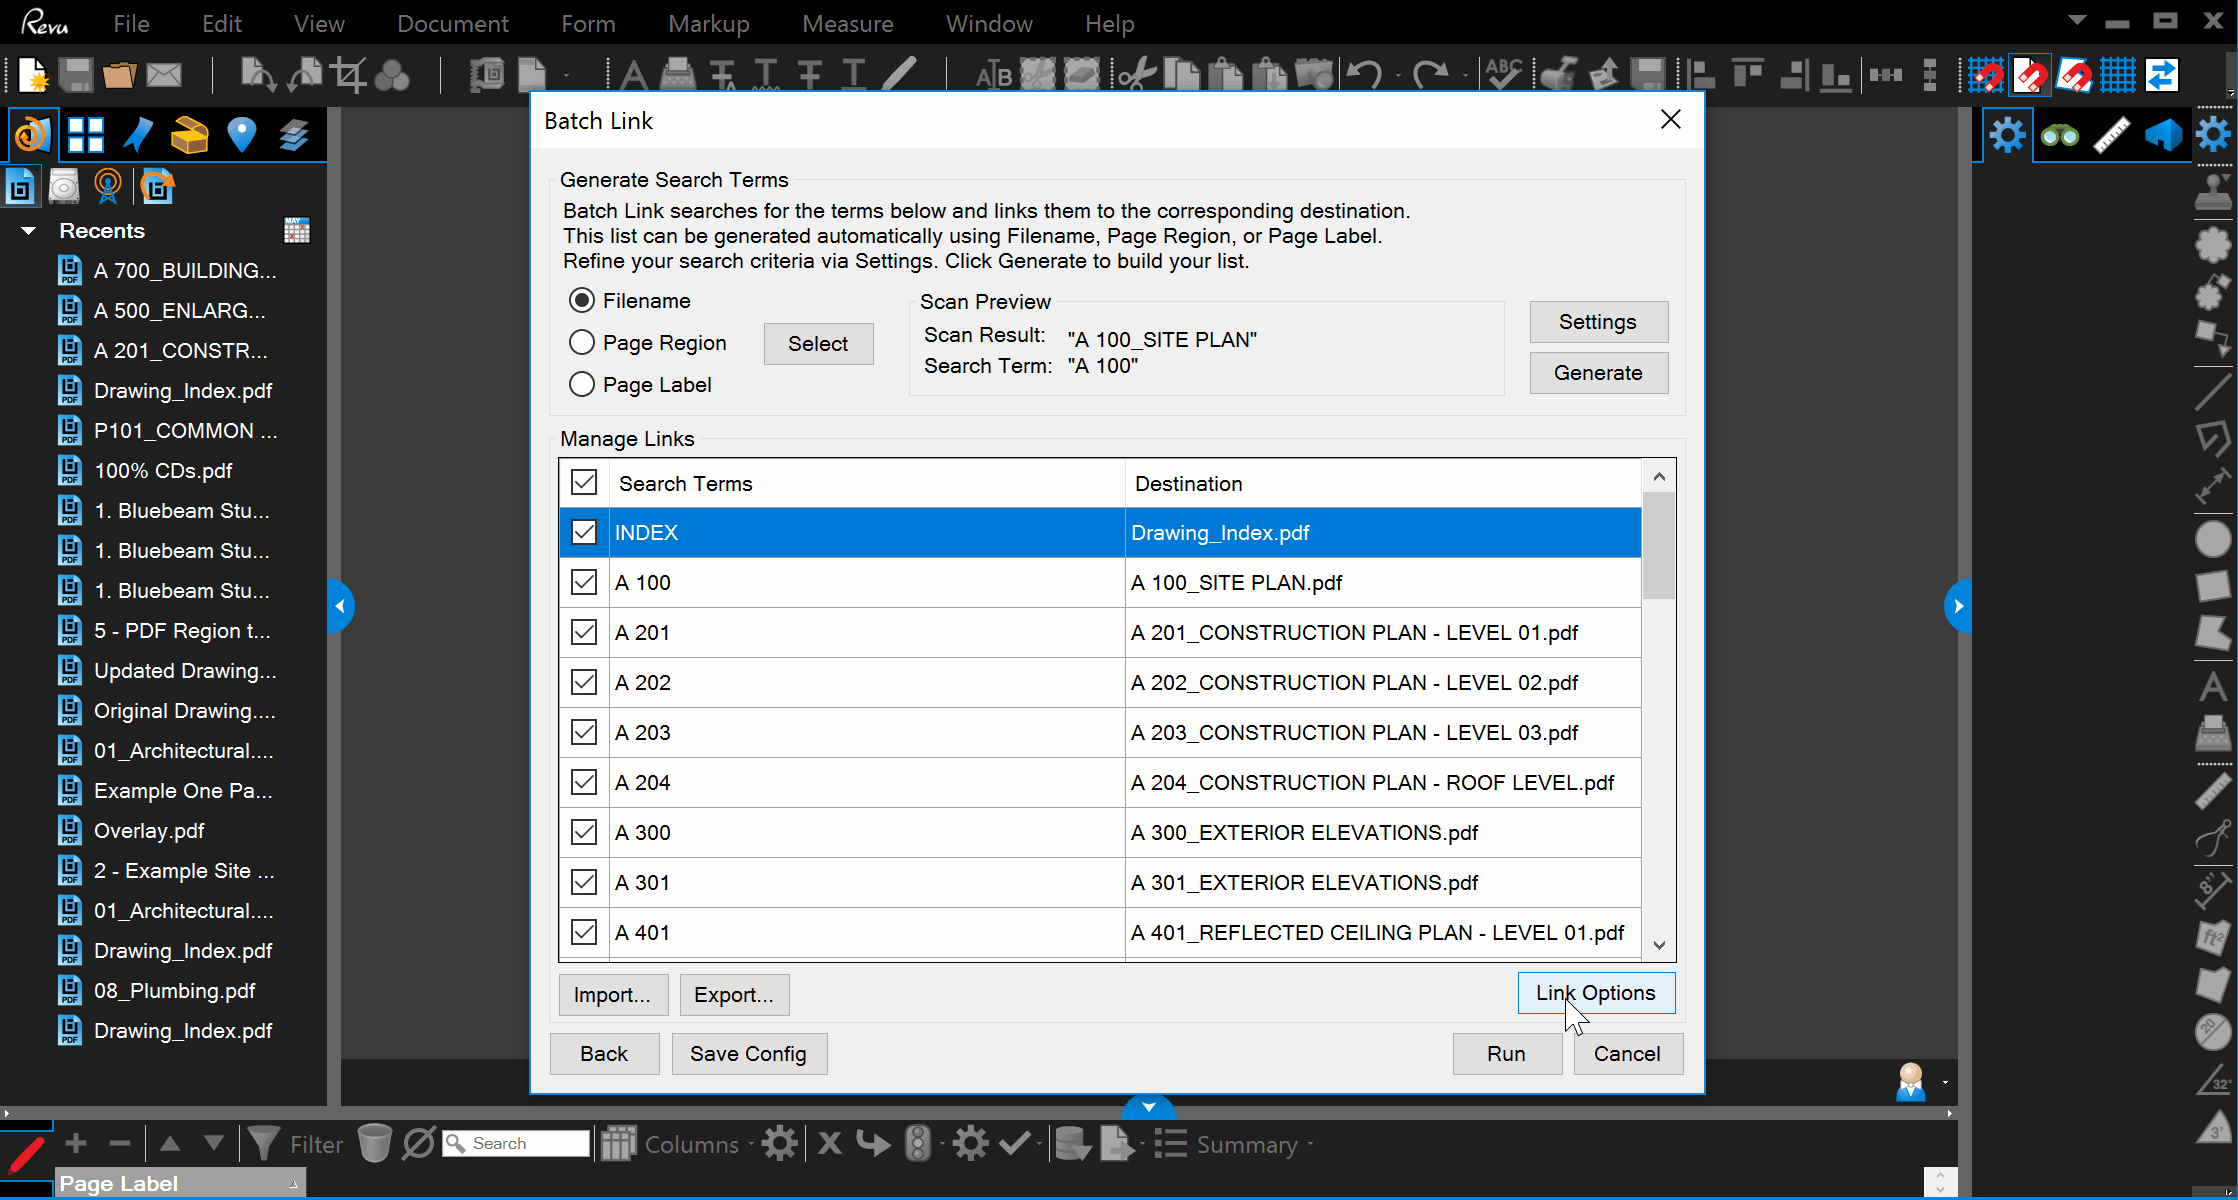 Revu File Edit View Document Form Markup Measure Window Help
Batch Link
Generate Search Terms
Batch Link searches for the terms below and links them to the corresponding destination.
This list can be generated automatically using Filename, Page Region, or Page Label.
Refine your search criteria via Settings. Click Generate to build your list.
Filename
Page Region
Select
Page Label
Scan Preview
Scan Result: "A 100_SITE PLAN"
Search Term: "A 100"
Settings
Generate
Manage Links
Search Terms Destination
INDEX Drawing_Index.pdf
A 100 A 100_SITE PLAN.pdf
A 201 A 201_CONSTRUCTION PLAN - LEVEL 01.pdf
A 202 A 202_CONSTRUCTION PLAN - LEVEL 02.pdf
A 203 A 203_CONSTRUCTION PLAN - LEVEL 03.pdf
A 204 A 204_CONSTRUCTION PLAN - ROOF LEVEL.pdf
A 300 A 300_EXTERIOR ELEVATIONS.pdf
A 301 A 301_EXTERIOR ELEVATIONS.pdf
A 401 A 401_REFLECTED CEILING PLAN - LEVEL 01.pdf
Import... Export... Link Options
Back Save Config Run Cancel
Recents
A 700_BUILDING...
A 500_ENLARG...
A 201_CONSTR...
Drawing_Index.pdf
P101_COMMON ...
100% CDs.pdf
1. Bluebeam Stu...
1. Bluebeam Stu...
1. Bluebeam Stu...
5 - PDF Region t...
Updated Drawing...
Original Drawing....
01_Architectural....
Example One Pa...
Overlay.pdf
2 - Example Site ...
01_Architectural....
Drawing_Index.pdf
08_Plumbing.pdf
Drawing_Index.pdf
Filter Search Columns Summary
Page Label